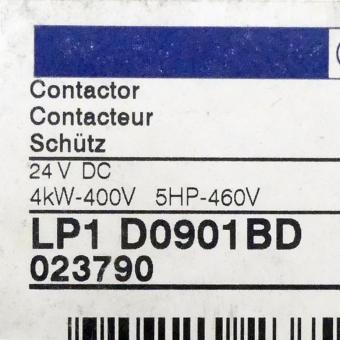 Contactor
Contacteur
Schütz
24 V DC
4kW-400V 5HP-460V
LP1 D0901BD
023790